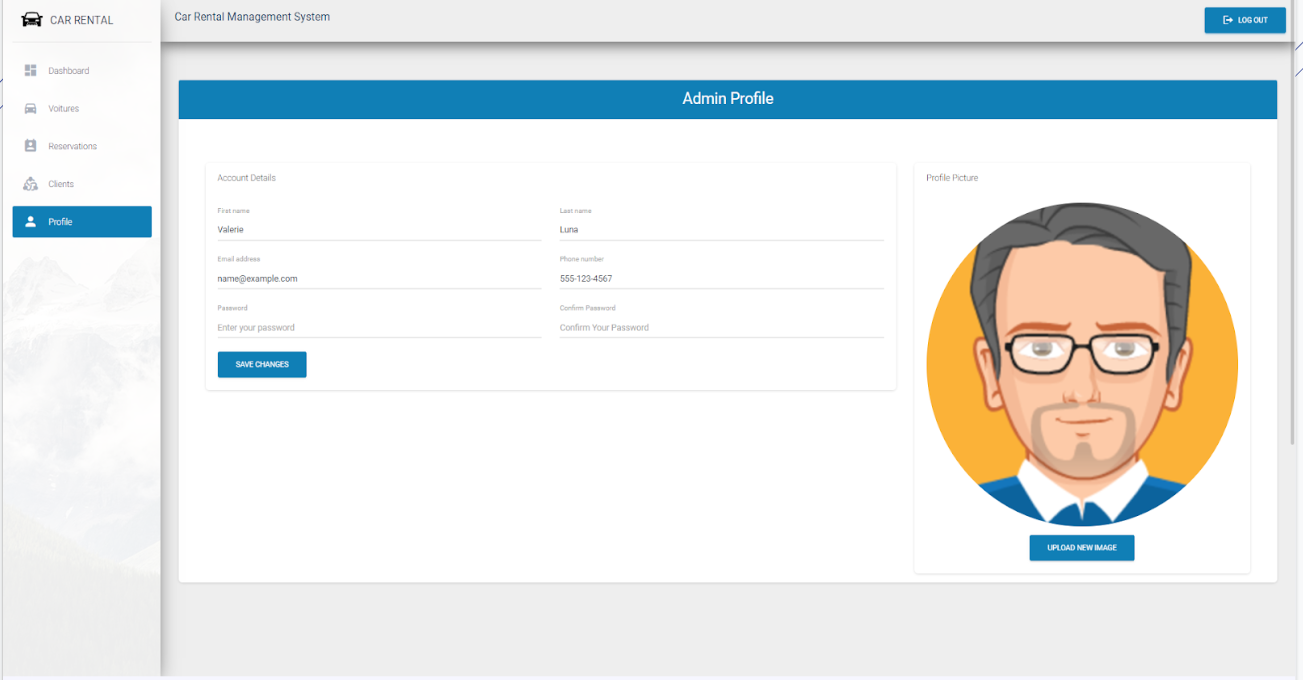 CAR RENTAL
Car Rental Management System
LOG OUT
Dashboard
Voitures
Reservations
Clients
Profile
Admin Profile
Account Details
First name
Last name
Valerie
Luna
Email address
Phone number
name@example.com
555-123-4567
Password
Confirm Password
Enter your password
Confirm Your Password
SAVE CHANGES
Profile Picture
UPLOAD NEW IMAGE